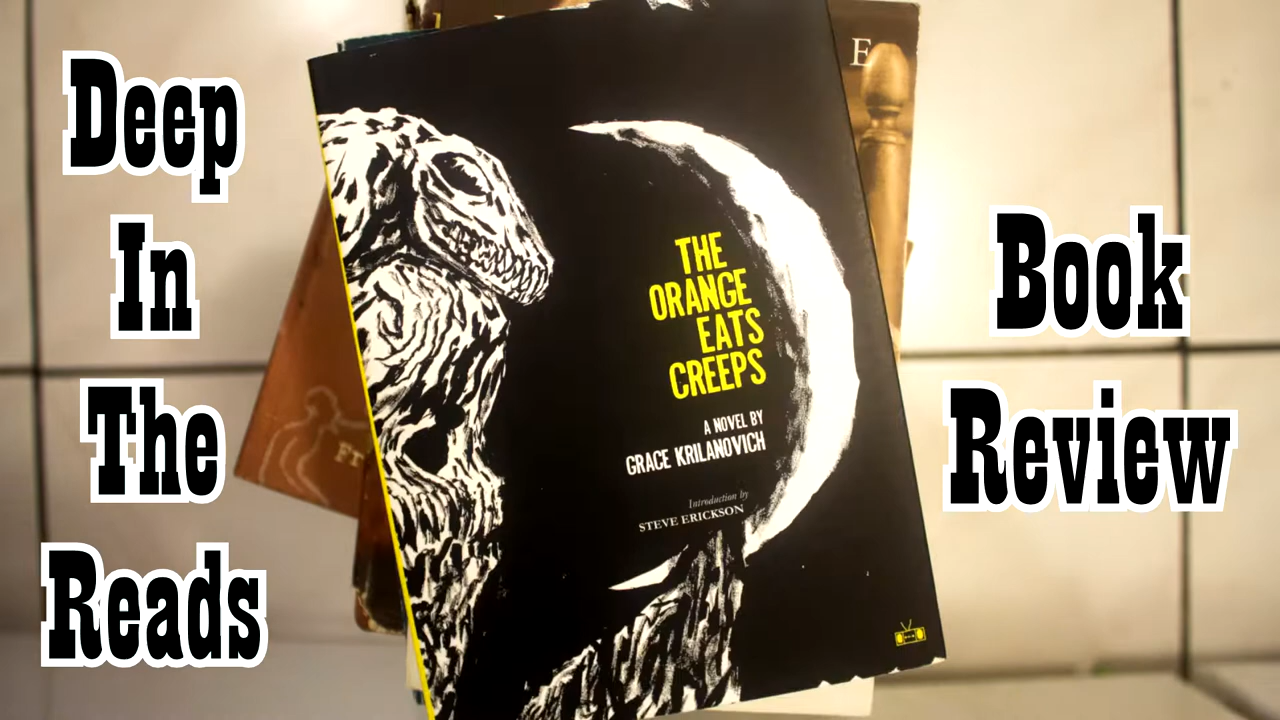 Deep
In
The
Reads
E
THE
ORANGE
EATS
CREEPS
A NOVEL BY
GRACE KRILANOVICH
Introduction by
STEVE ERICKSON
Book
Review